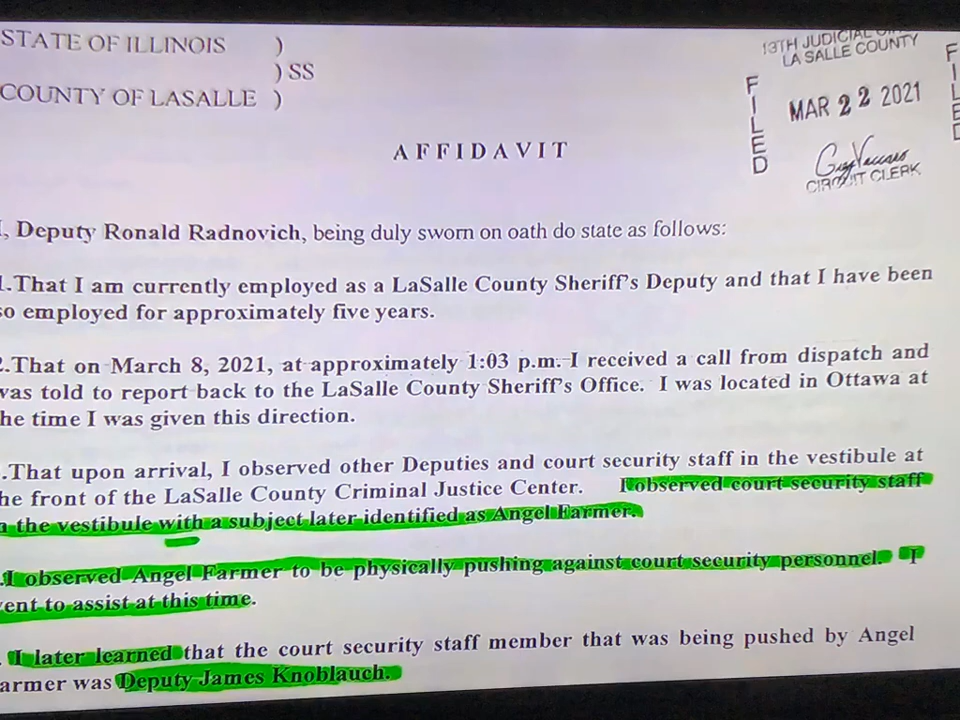 STATE OF ILLINOIS )
) SS
COUNTY OF LASALLE )
13TH JUDICIAL
LA SALLE COUNTY
FILED
MAR 22 2021
CIRCUIT CLERK
FILED
AFFIDAVIT
I, Deputy Ronald Radnovich, being duly sworn on oath do state as follows:
1.That I am currently employed as a LaSalle County Sheriff's Deputy and that I have been
so employed for approximately five years.
2.That on March 8, 2021, at approximately 1:03 p.m. I received a call from dispatch and
was told to report back to the LaSalle County Sheriff's Office. I was located in Ottawa at
the time I was given this direction.
.That upon arrival, I observed other Deputies and court security staff in the vestibule at
the front of the LaSalle County Criminal Justice Center. I observed court security staff
n the vestibule with a subject later identified as Angel Farmer.
.I observed Angel Farmer to be physically pushing against court security personnel. I
went to assist at this time.
. I later learned that the court security staff member that was being pushed by Angel
Farmer was Deputy James Knoblauch.